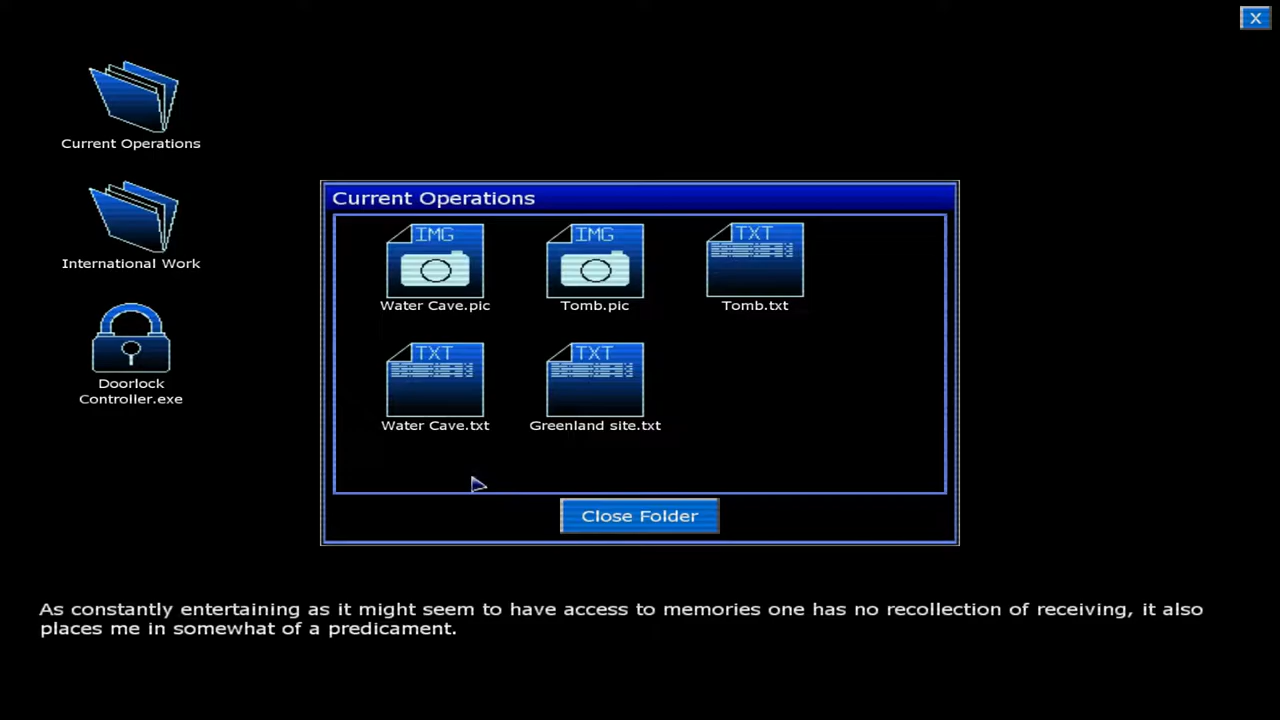 X
Current Operations
International Work
Doorlock
Controller.exe
Current Operations
IMG
Water Cave.pic
IMG
Tomb.pic
TXT
Tomb.txt
TXT
Water Cave.txt
TXT
Greenland site.txt
Close Folder
As constantly entertaining as it might seem to have access to memories one has no recollection of receiving, it also
places me in somewhat of a predicament.